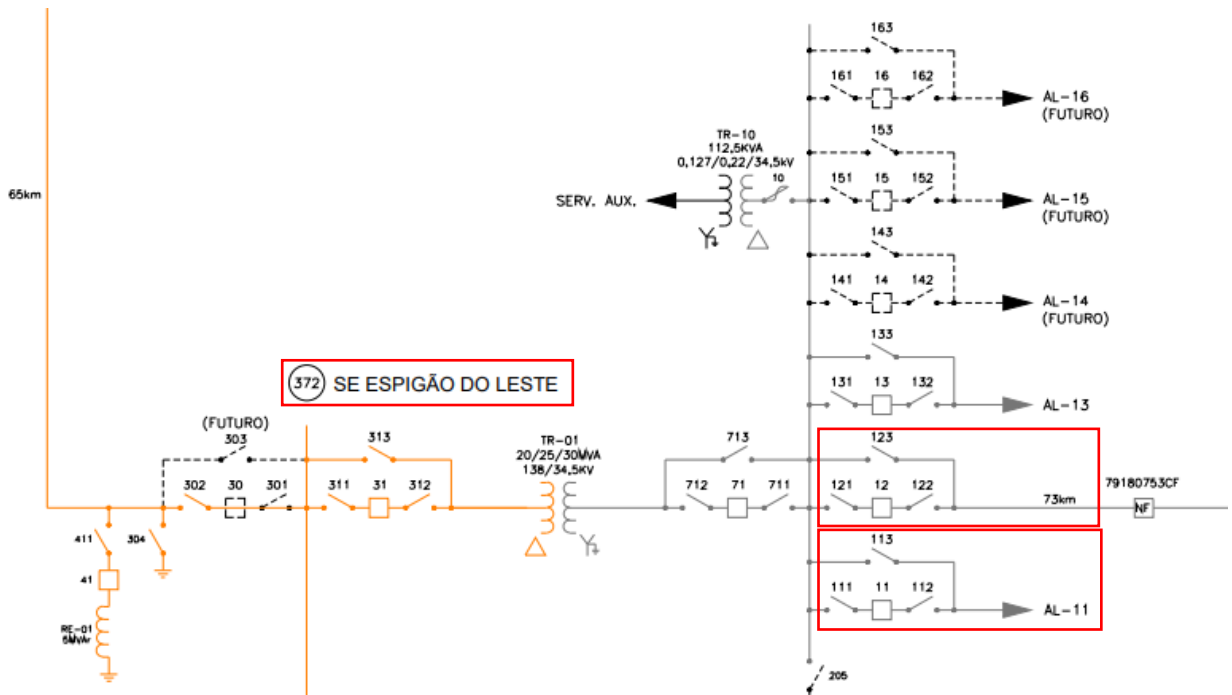 163
161 16 162
AL-16
(FUTURO)
TR-10
112,5KVA
0,127/0,22/34,5kV
10
153
151 15 152
65km
SERV. AUX.
AL-15
(FUTURO)
143
141 14 142
AL-14
(FUTURO)
133
372 SE ESPIGÃO DO LESTE
131 13 132
AL-13
(FUTURO)
303
313
TR-01
20/25/30MVA
138/34,5KV
713
123
302 30 301
311 31 312
712 71 711
121 12 122
73km
79180753CF
NF
411
304
41
113
111 11 112
AL-11
RE-01
5MVAr
205